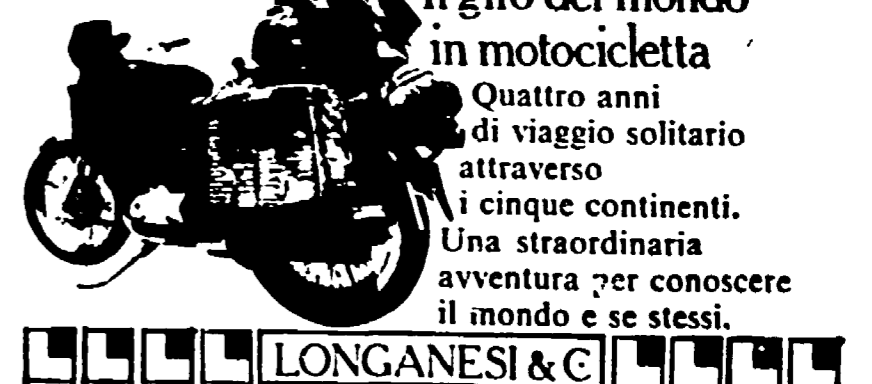 Il giro del mondo
in motocicletta
Quattro anni
di viaggio solitario
attraverso
i cinque continenti.
Una straordinaria
avventura per conoscere
il mondo e se stessi.
LONGANESI & C